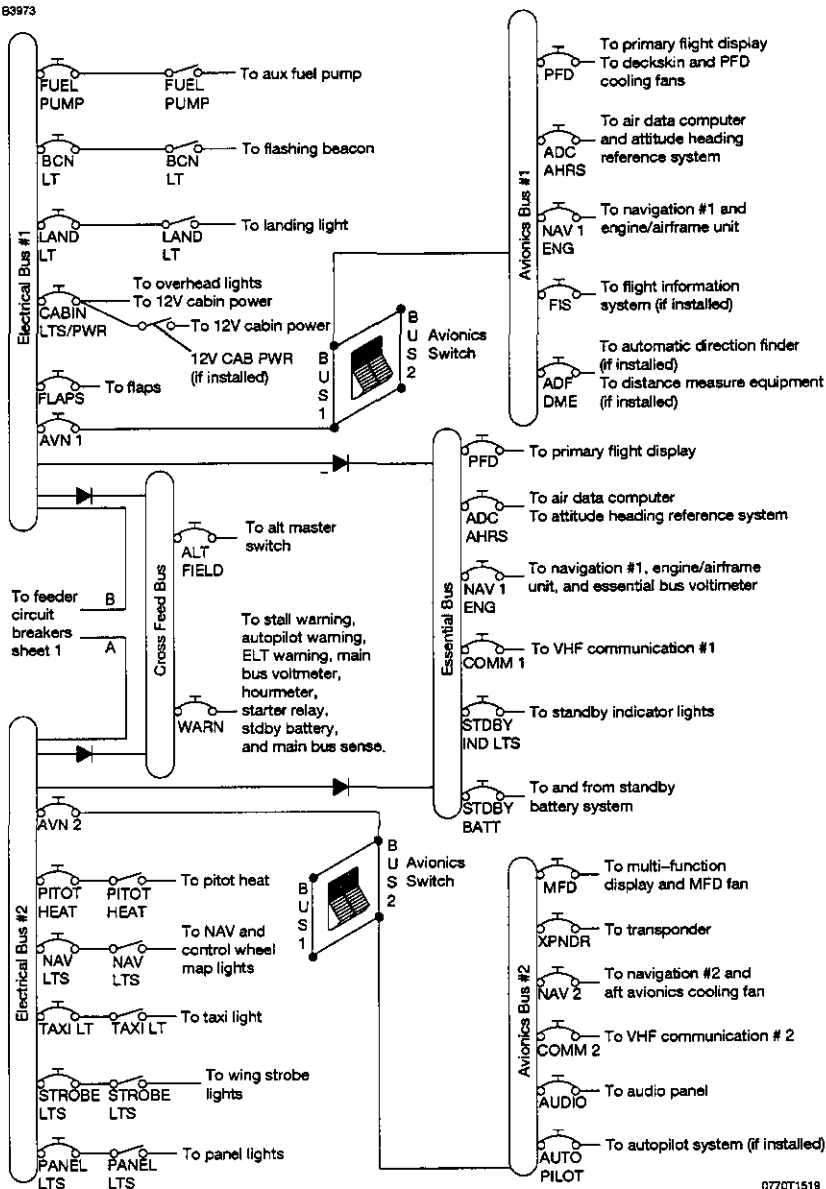 B3973
Electrical Bus #1
FUEL
PUMP
FUEL
PUMP
To aux fuel pump
BCN
LT
BCN
LT
To flashing beacon
LAND
LT
LAND
LT
To landing light
CABIN
LTS/PWR
To overhead lights
To 12V cabin power
To 12V cabin power
12V CAB PWR
(if installed)
FLAPS
To flaps
AVN 1
BUS 1
BUS 2
Avionics
Switch
Avionics Bus #1
PFD
To primary flight display
To deckskin and PFD
cooling fans
ADC
AHRS
To air data computer
and attitude heading
reference system
NAV 1
ENG
To navigation #1 and
engine/airframe unit
FIS
To flight information
system (if installed)
ADF
DME
To automatic direction finder
(if installed)
To distance measure equipment
(if installed)
Cross Feed Bus
ALT
FIELD
To alt master
switch
To feeder
circuit
breakers
sheet 1
B
A
WARN
To stall warning,
autopilot warning,
ELT warning, main
bus voltmeter,
hourmeter,
starter relay,
stdby battery,
and main bus sense.
Essential Bus
PFD
To primary flight display
ADC
AHRS
To air data computer
To attitude heading reference system
NAV 1
ENG
To navigation #1, engine/airframe
unit, and essential bus voltimeter
COMM 1
To VHF communication #1
STDBY
IND LTS
To standby indicator lights
STDBY
BATT
To and from standby
battery system
Electrical Bus #2
AVN 2
BUS 1
BUS 2
Avionics
Switch
PITOT
HEAT
PITOT
HEAT
To pitot heat
NAV
LTS
NAV
LTS
To NAV and
control wheel
map lights
TAXI LT
TAXI LT
To taxi light
STROBE
LTS
STROBE
LTS
To wing strobe
lights
PANEL
LTS
PANEL
LTS
To panel lights
Avionics Bus #2
MFD
To multi-function
display and MFD fan
XPNDR
To transponder
NAV 2
To navigation #2 and
aft avionics cooling fan
COMM 2
To VHF communication # 2
AUDIO
To audio panel
AUTO
PILOT
To autopilot system (if installed)
0770T1519